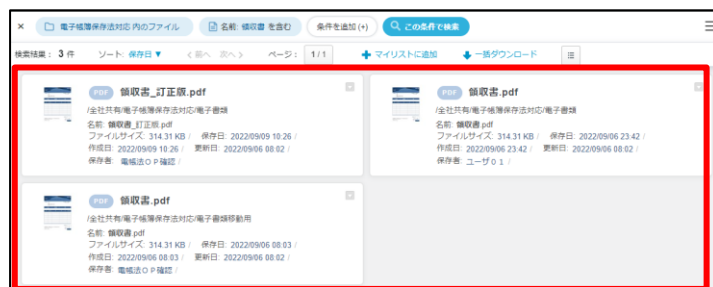 × 電子帳簿保存法対応 内のファイル 名前: 領収書 を含む 条件を追加 (+) この条件で検索
検索結果: 3 件 ソート: 保存日▼ <前へ 次へ> ページ: 1/1 マイリストに追加 一括ダウンロード
PDF 領収書_訂正版.pdf
/全社共有/電子帳簿保存法対応/電子書類
名前: 領収書_訂正版.pdf
ファイルサイズ: 314.31 KB / 保存日: 2022/09/09 10:26 /
作成日: 2022/09/09 10:26 / 更新日: 2022/09/06 08:02 /
保存者: 電帳法OP確認 /
PDF 領収書.pdf
/全社共有/電子帳簿保存法対応/電子書類
名前: 領収書.pdf
ファイルサイズ: 314.31 KB / 保存日: 2022/09/06 23:42 /
作成日: 2022/09/06 23:42 / 更新日: 2022/09/06 08:02 /
保存者: ユーザ01 /
PDF 領収書.pdf
/全社共有/電子帳簿保存法対応/電子書類移動用
名前: 領収書.pdf
ファイルサイズ: 314.31 KB / 保存日: 2022/09/06 08:03 /
作成日: 2022/09/06 08:03 / 更新日: 2022/09/06 08:02 /
保存者: 電帳法OP確認 /